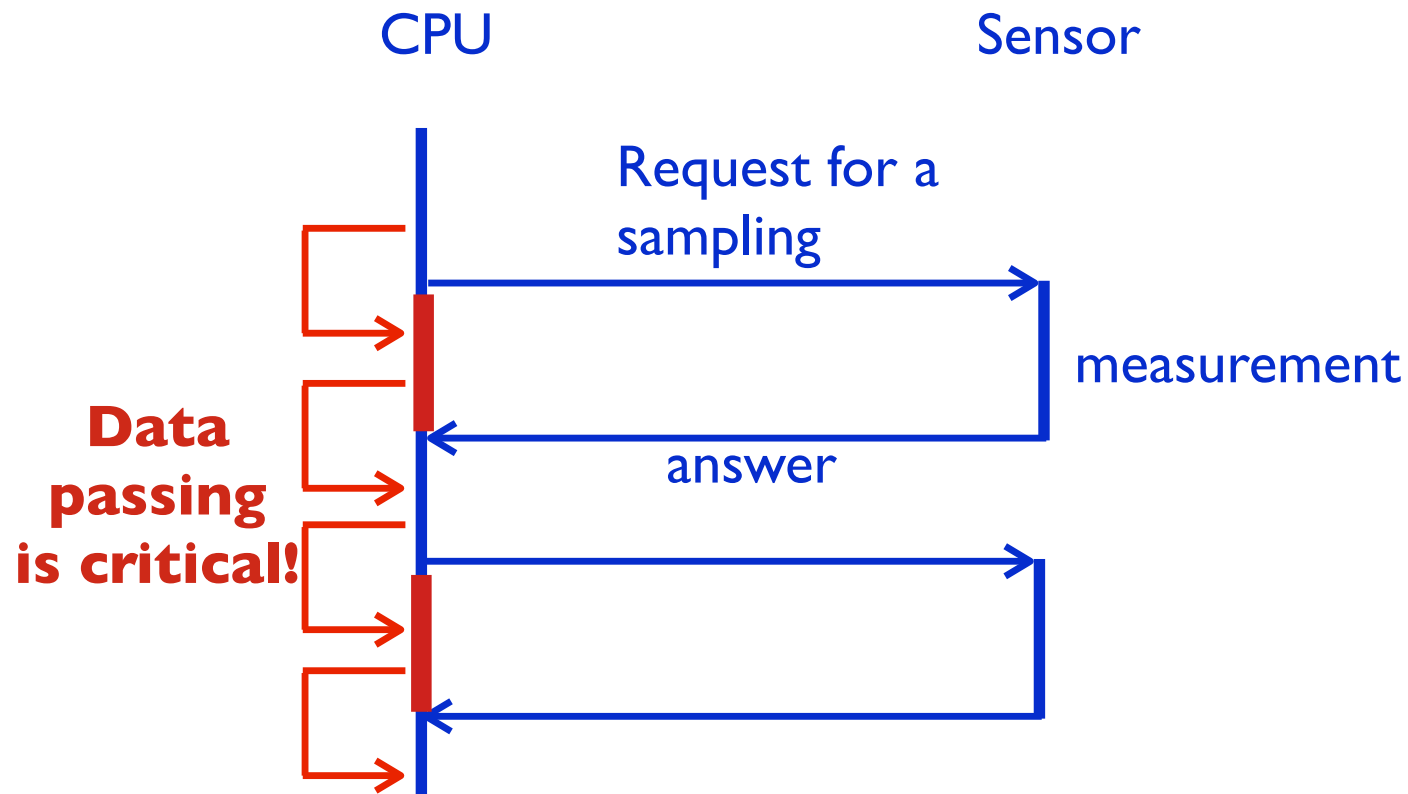 CPU
Sensor
Request for a
sampling
measurement
Data
passing
is critical!
answer